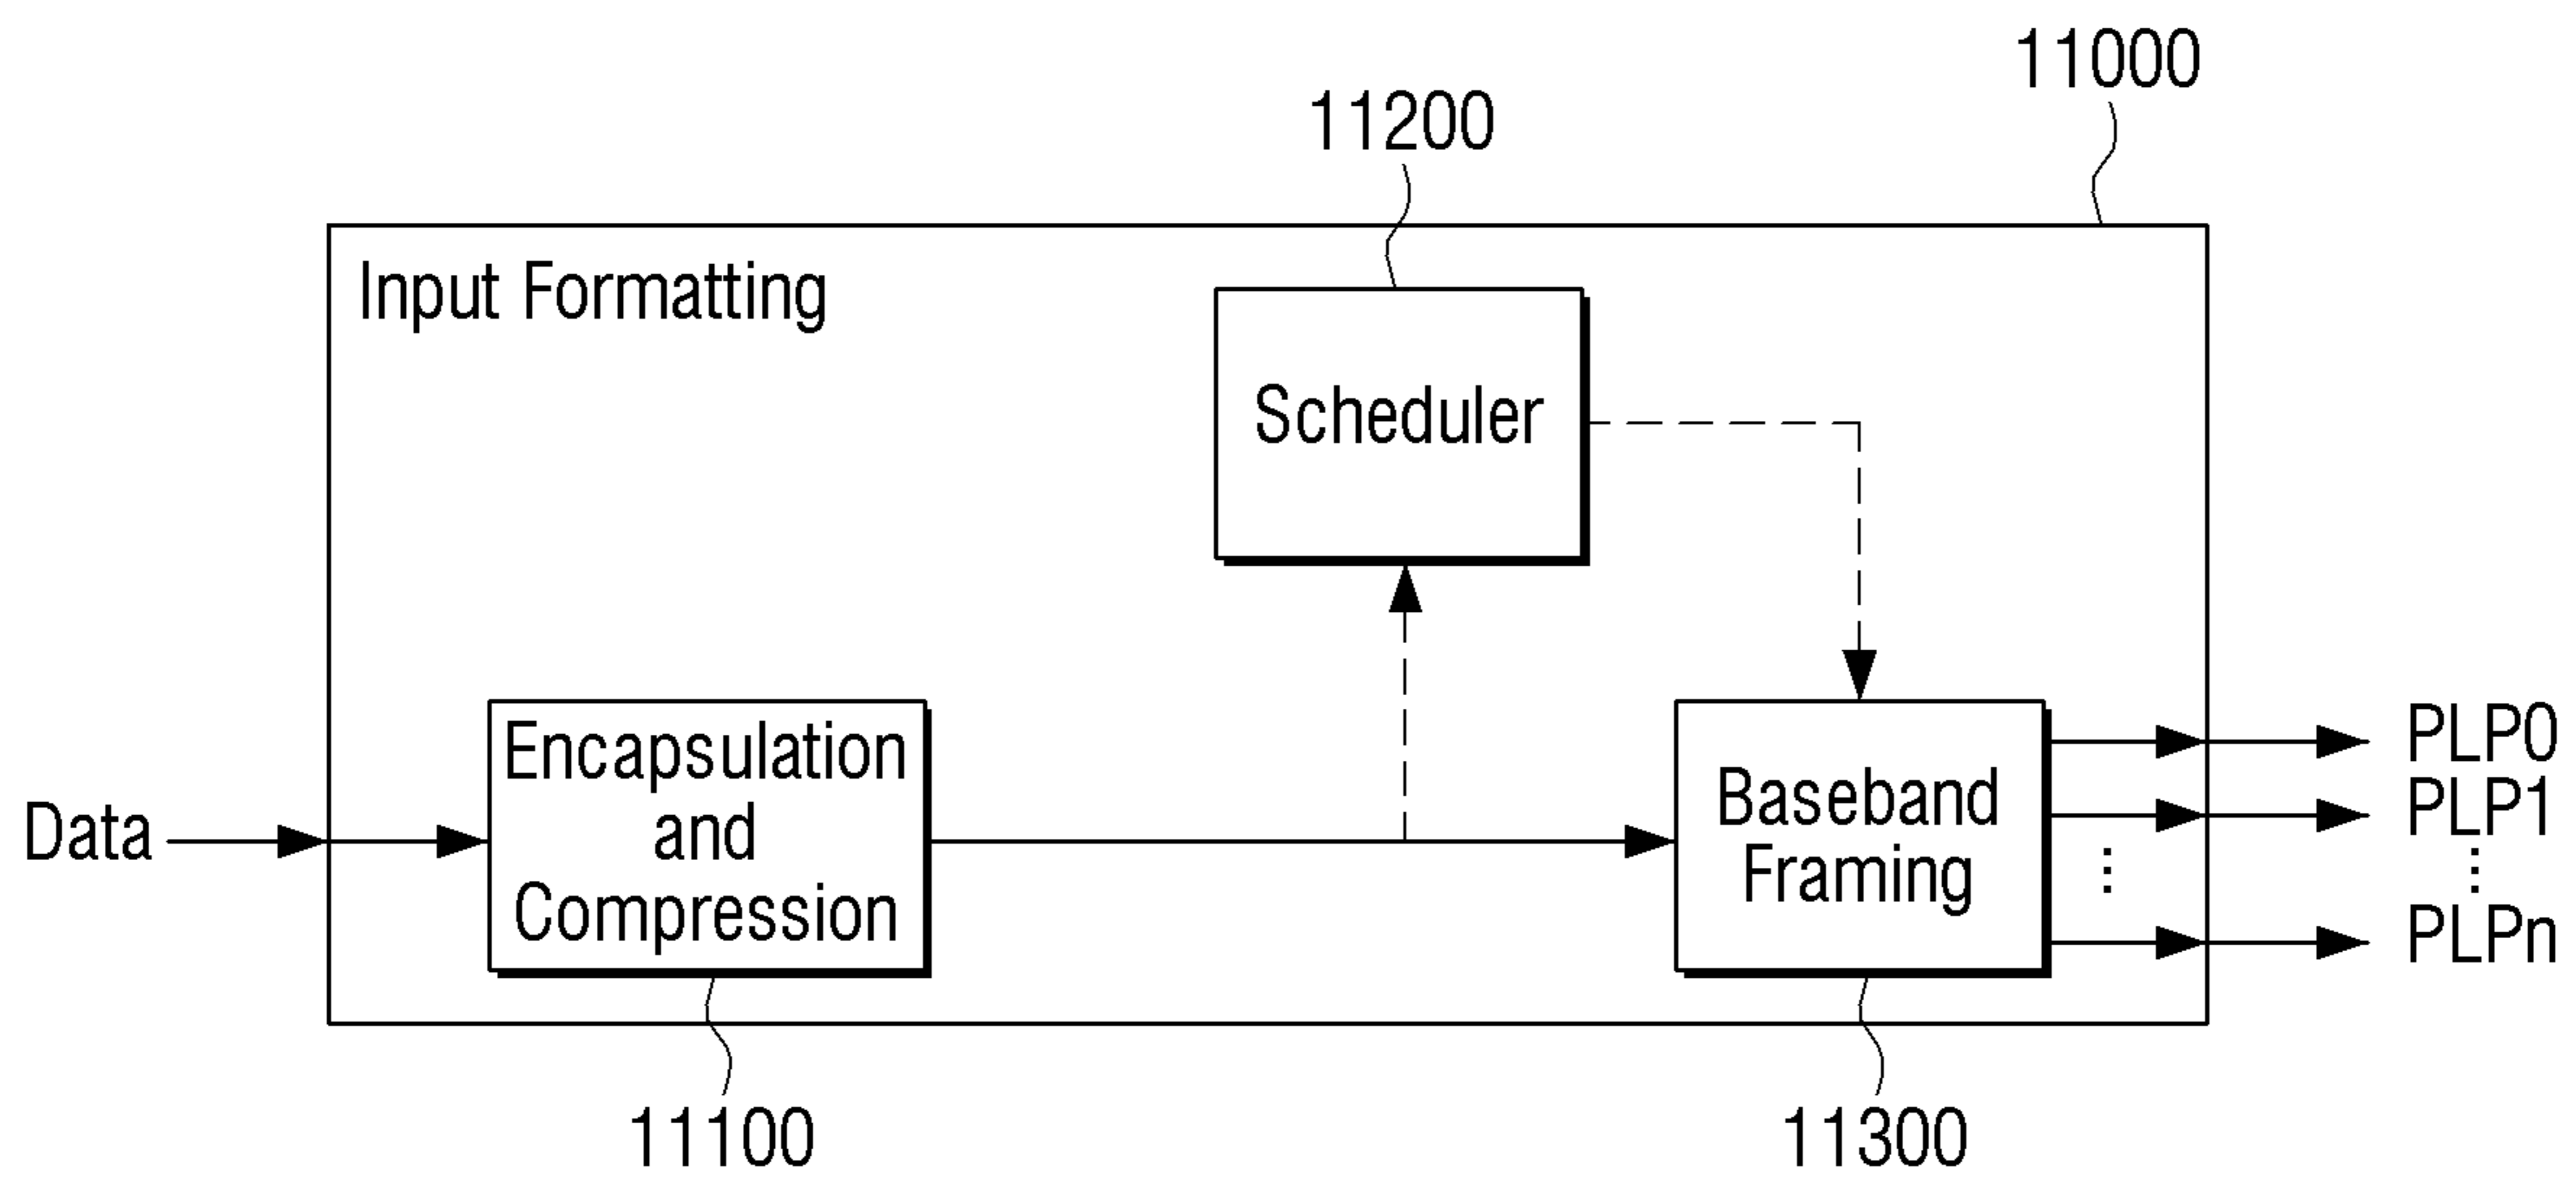 11000
11200
Input Formatting
Scheduler
Encapsulation
and
Compression
Data
Baseband
Framing
PLP0
PLP1
⋮
⋮
PLPn
11100
11300